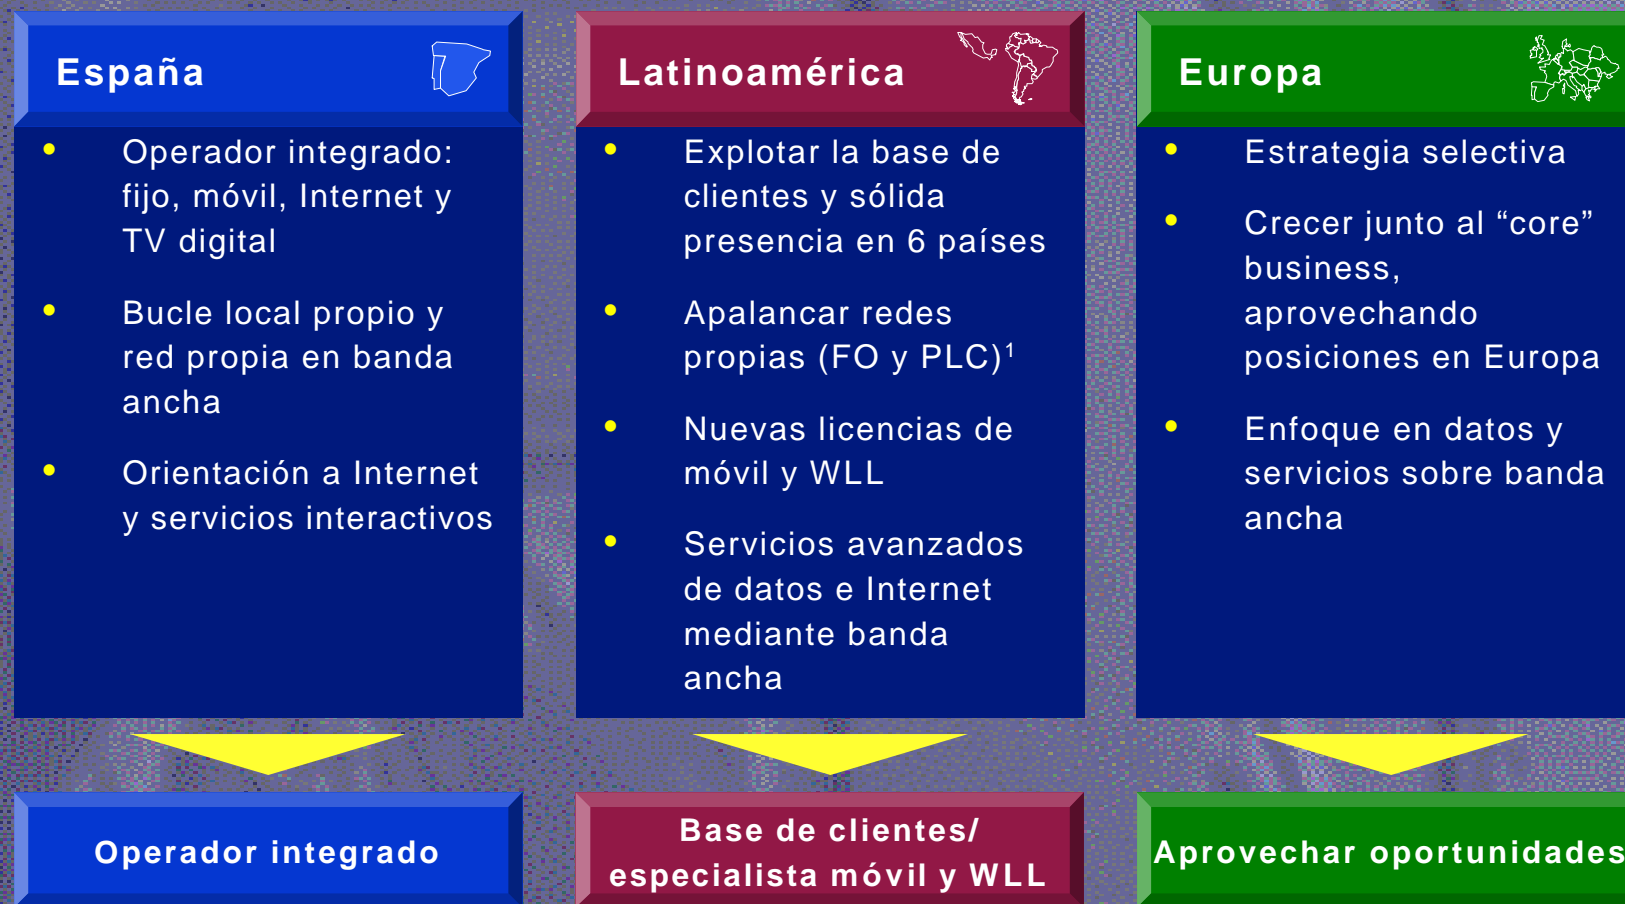 España
Operador integrado:
fijo, móvil, Internet y
TV digital
Bucle local propio y
red propia en banda
ancha
Orientación a Internet
y servicios interactivos
Operador integrado
Latinoamérica
Explotar la base de
clientes y sólida
presencia en 6 países
Apalancar redes
propias (FO y PLC)¹
Nuevas licencias de
móvil y WLL
Servicios avanzados
de datos e Internet
mediante banda
ancha
Base de clientes/
especialista móvil y WLL
Europa
Estrategia selectiva
Crecer junto al “core”
business,
aprovechando
posiciones en Europa
Enfoque en datos y
servicios sobre banda
ancha
Aprovechar oportunidades